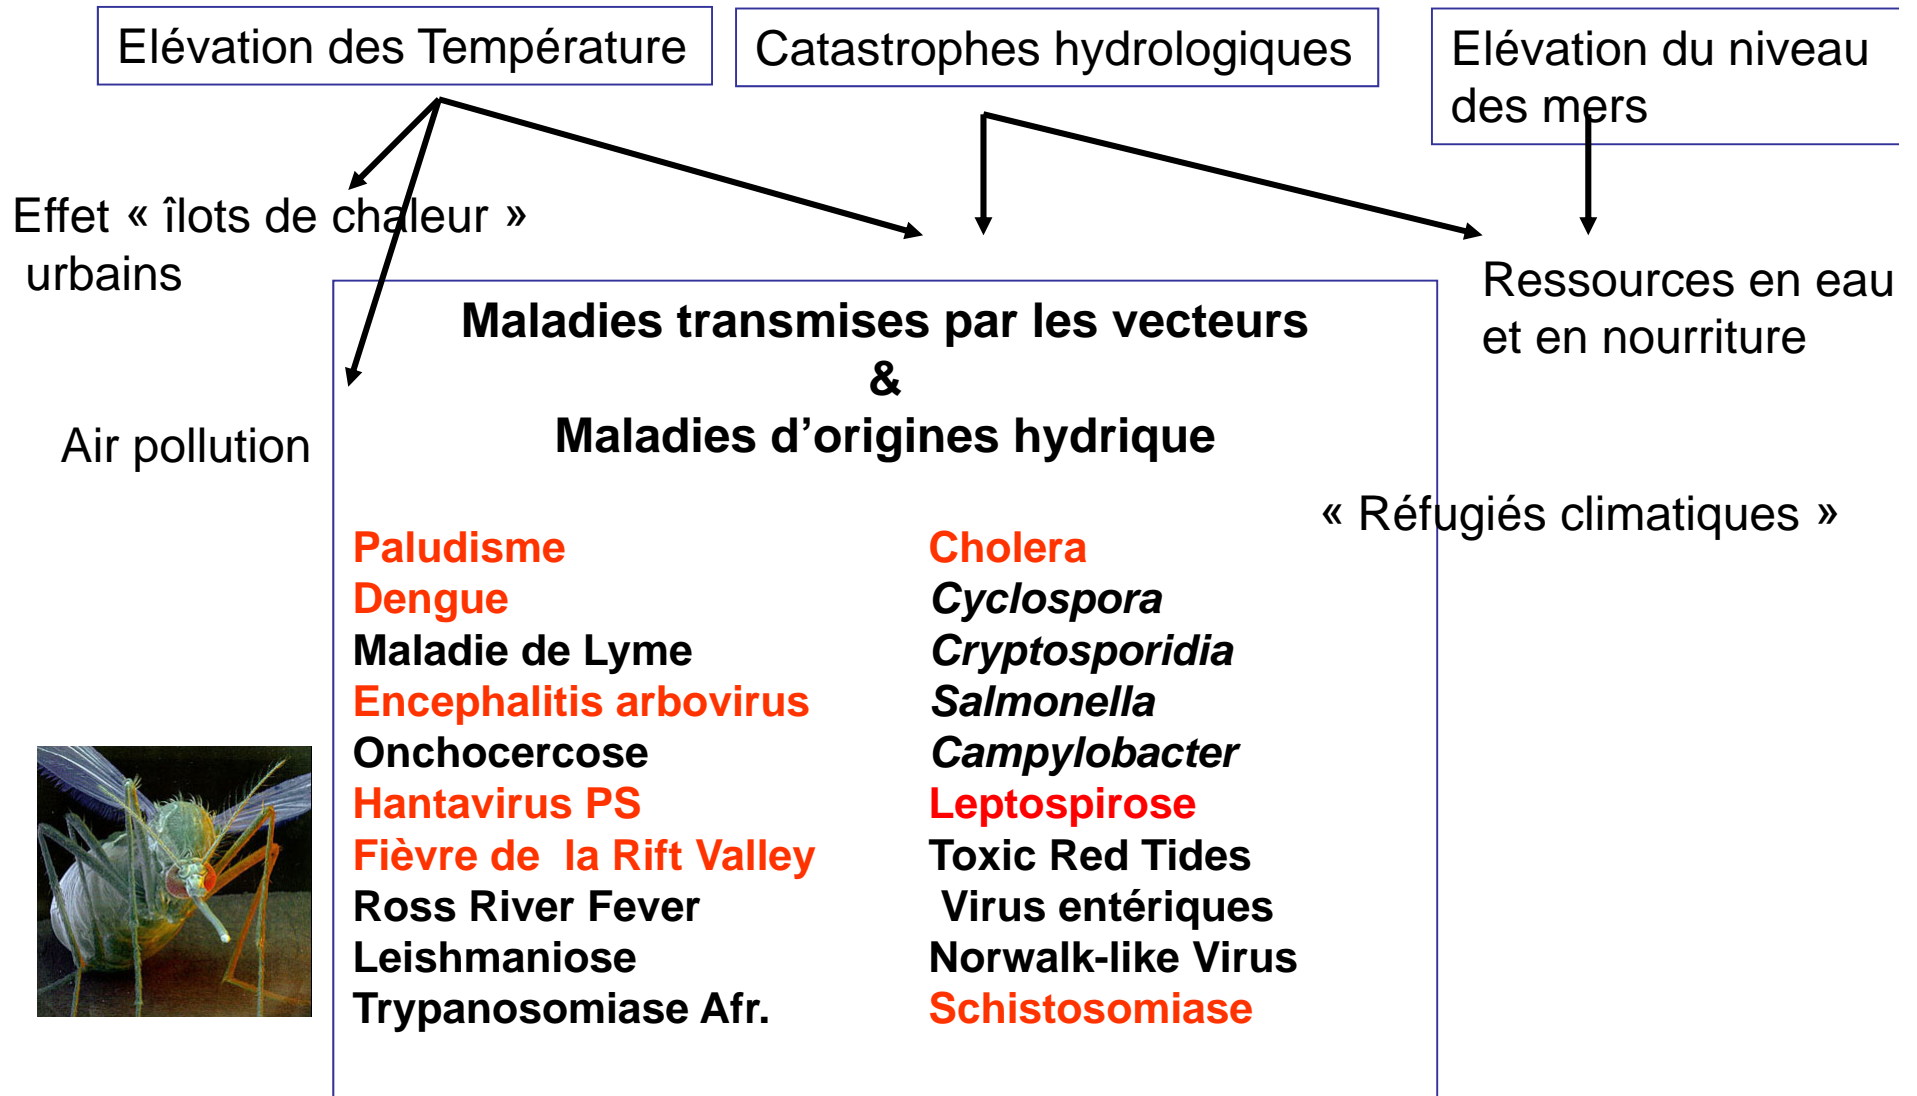 Elévation des Température
Catastrophes hydrologiques
Elévation du niveau
des mers
Effet « îlots de chaleur »
urbains
Ressources en eau
et en nourriture
Maladies transmises par les vecteurs
&
Maladies d’origines hydrique
Air pollution
« Réfugiés climatiques »
Paludisme
Dengue
Maladie de Lyme
Encephalitis arbovirus
Onchocercose
Hantavirus PS
Fièvre de la Rift Valley
Ross River Fever
Leishmaniose
Trypanosomiase Afr.
Cholera
Cyclospora
Cryptosporidia
Salmonella
Campylobacter
Leptospirose
Toxic Red Tides
Virus entériques
Norwalk-like Virus
Schistosomiase